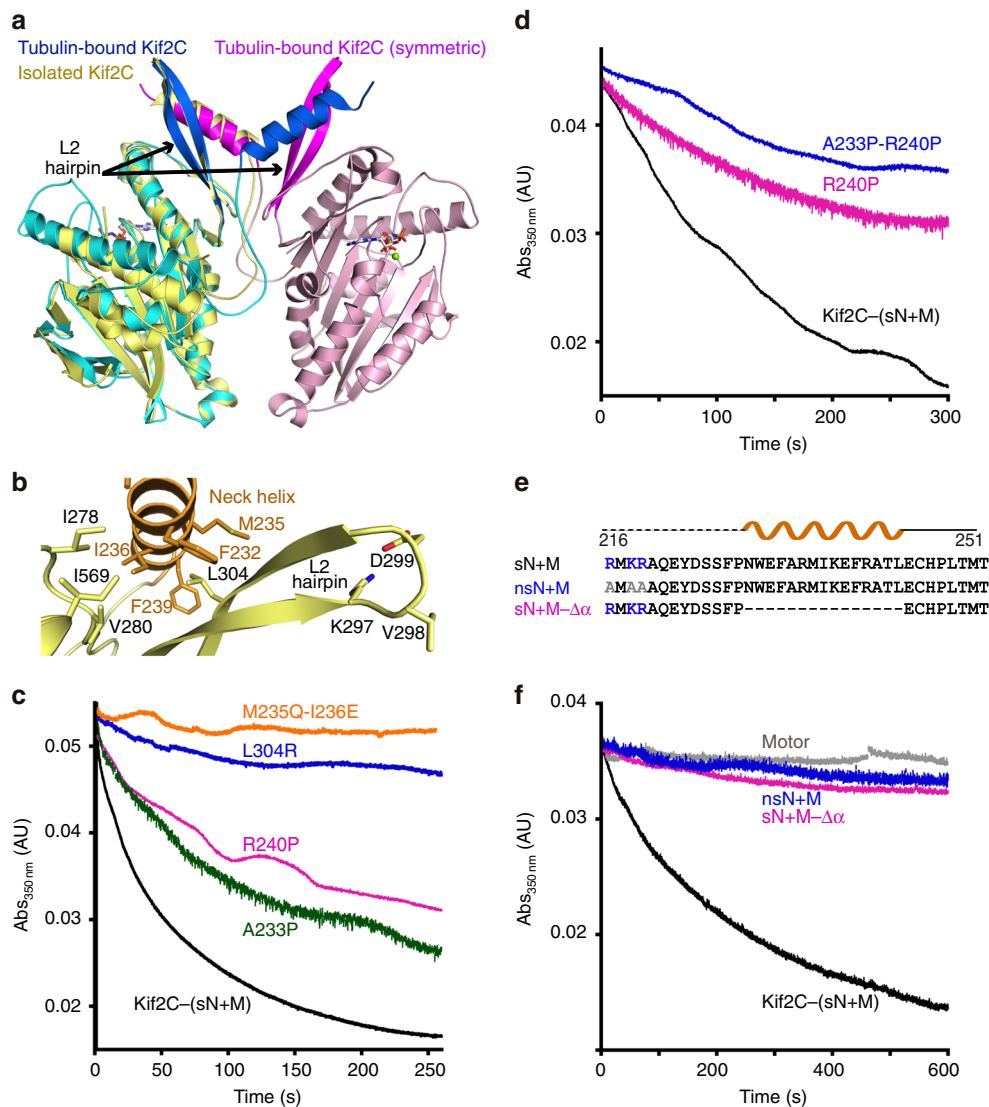 a
Tubulin-bound Kif2C
Tubulin-bound Kif2C (symmetric)
Isolated Kif2C
L2
hairpin
b
Neck helix
I278
M235
I236
F232
D299
I569
L304
L2
hairpin
F239
V280
K297
V298
c
M235Q-I236E
L304R
R240P
A233P
Kif2C–(sN+M)
Abs350 nm (AU)
0.05
0.04
0.03
0.02
0 50 100 150 200 250
Time (s)
d
A233P-R240P
R240P
Kif2C–(sN+M)
Abs350 nm (AU)
0.04
0.03
0.02
0 100 200 300
Time (s)
e
216 251
sN+M RMKRAQEYDSSFPNWEFARMIKEFRATLECHPLTMT
nsN+M AMAAAQEYDSSFPNWEFARMIKEFRATLECHPLTMT
sN+M–Δα RMKRAQEYDSSFP---------------ECHPLTMT
f
Motor
nsN+M
sN+M–Δα
Kif2C–(sN+M)
Abs350 nm (AU)
0.04
0.03
0.02
0 200 400 600
Time (s)